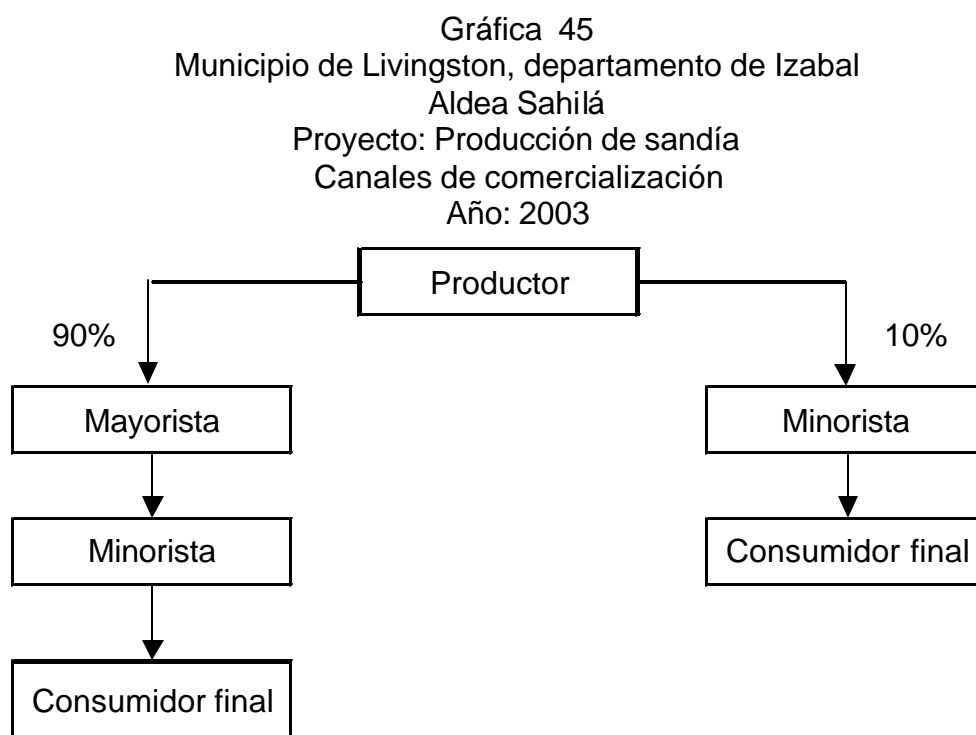 Gráfica 45
Municipio de Livingston, departamento de Izabal
Aldea Sahilá
Proyecto: Producción de sandía
Canales de comercialización
Año: 2003
Productor
90%
10%
Mayorista
Minorista
Minorista
Consumidor final
Consumidor final